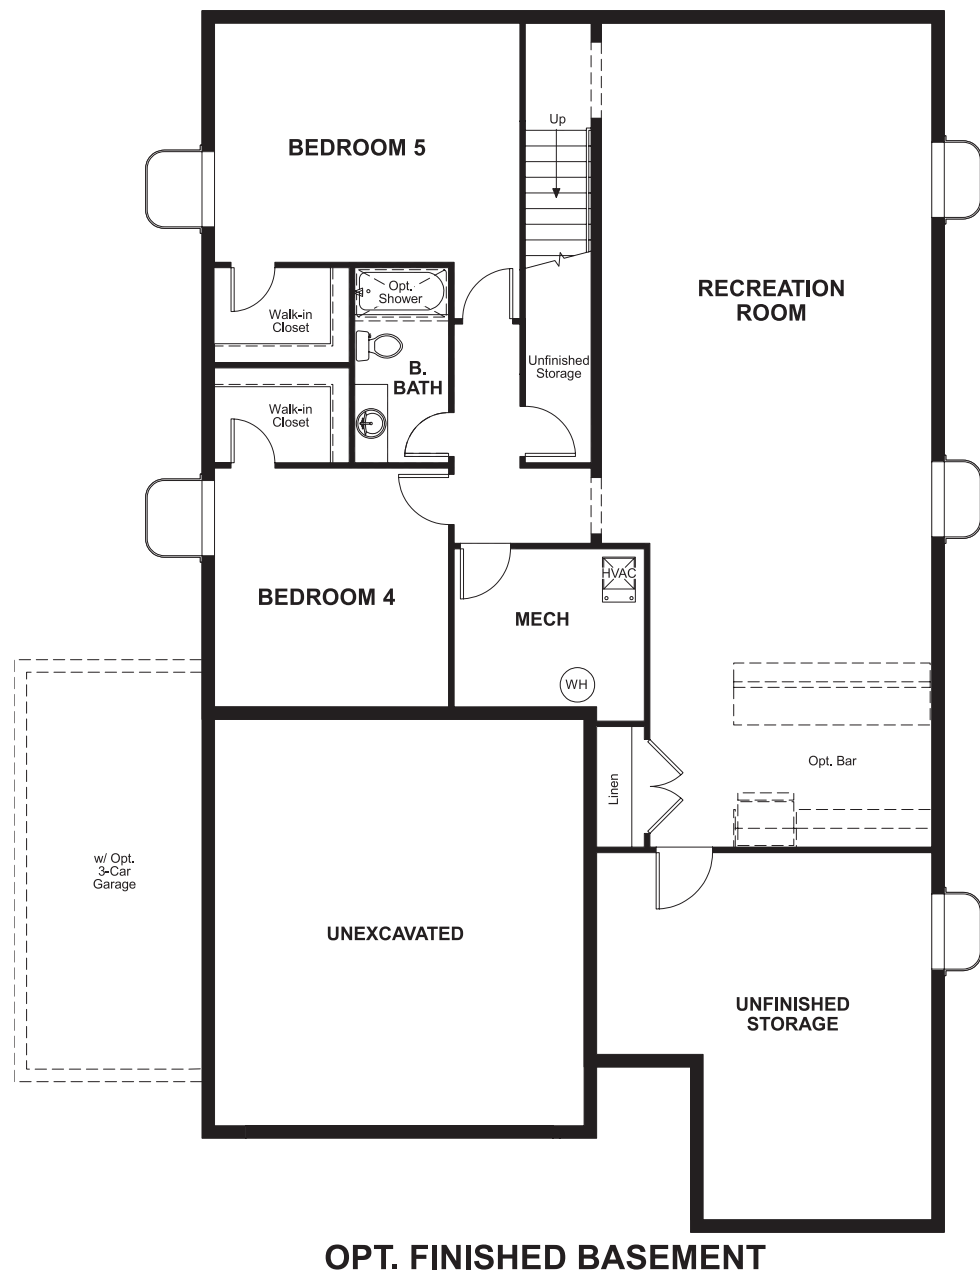 Up
BEDROOM 5
RECREATION
ROOM
Opt.
Shower
Walk-in
Closet
Unfinished
Storage
B.
BATH
Walk-in
Closet
HVAC
BEDROOM 4
MECH
WH
Opt. Bar
Linen
w/ Opt.
3-Car
Garage
UNEXCAVATED
UNFINISHED
STORAGE
OPT. FINISHED BASEMENT